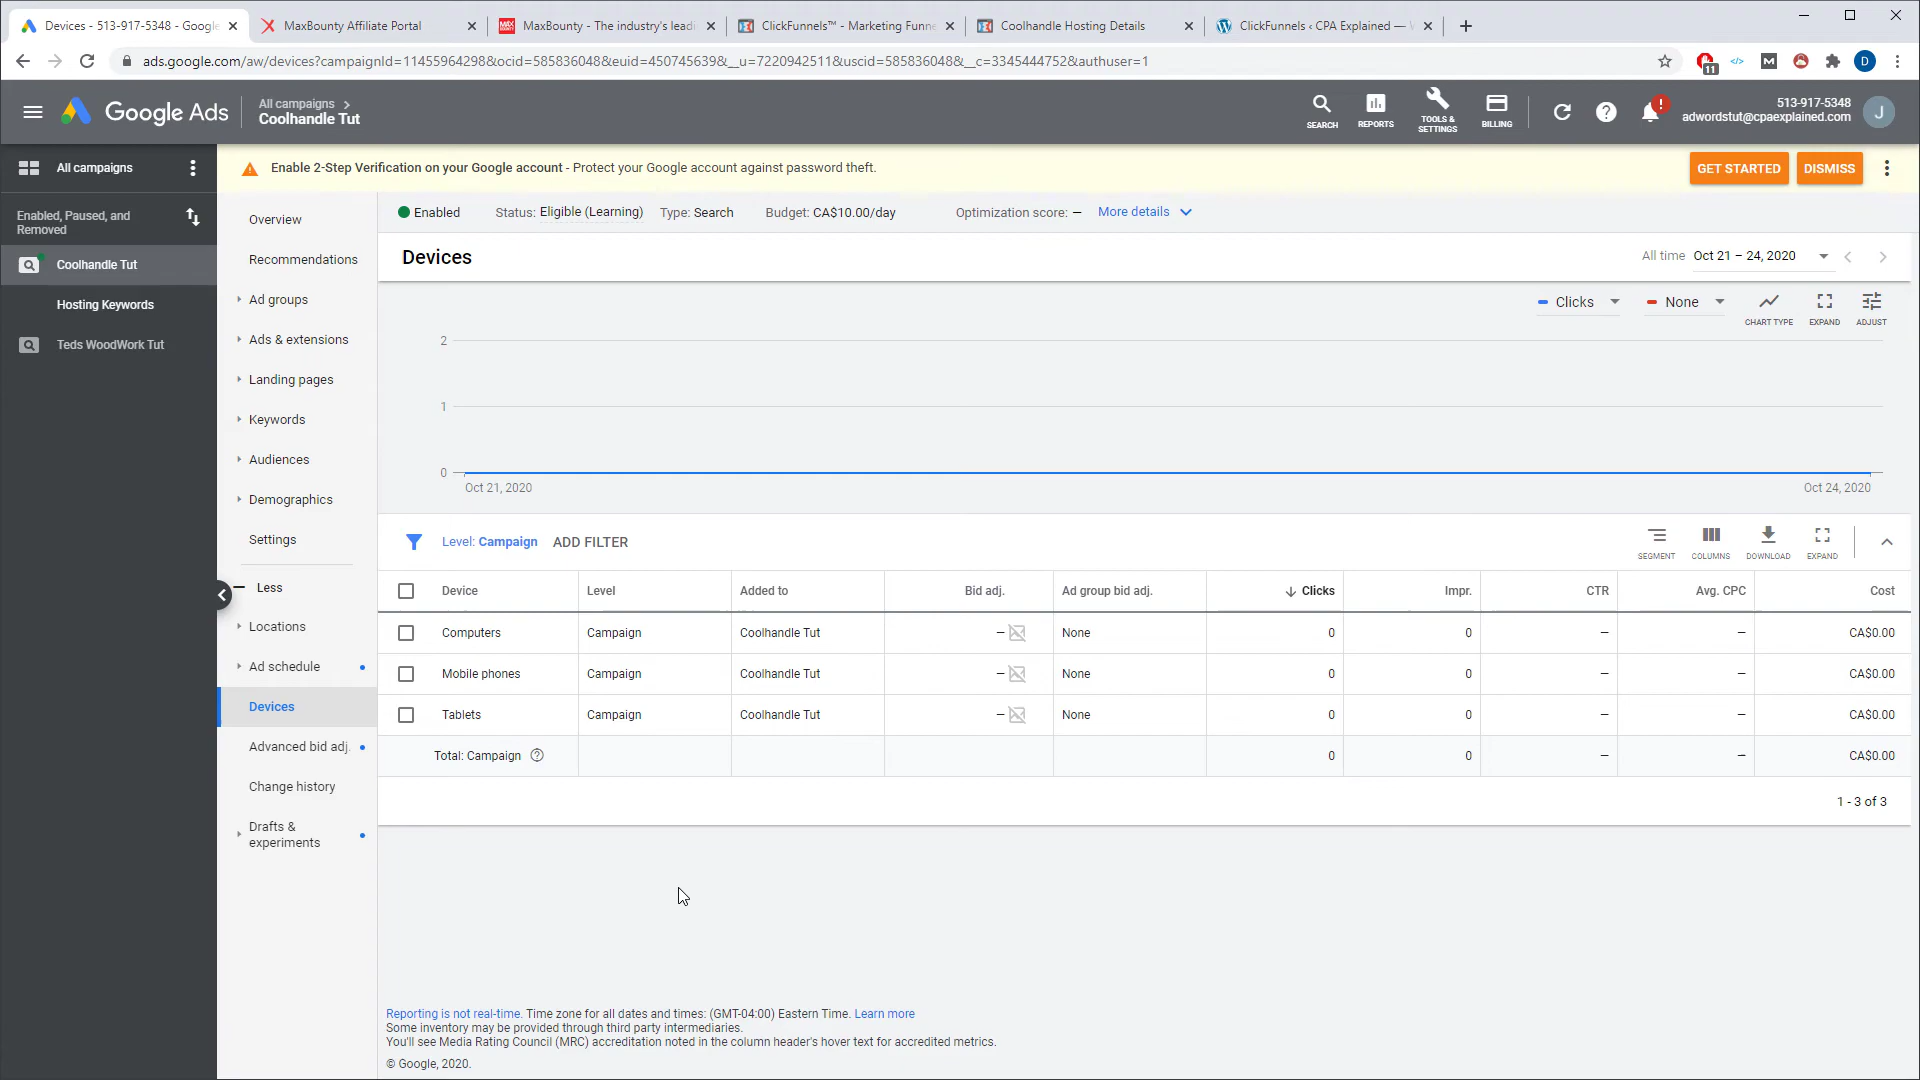 Devices - 513-917-5348 - Google
MaxBounty Affiliate Portal
MaxBounty - The industry's leadi
ClickFunnels™ - Marketing Funne
Coolhandle Hosting Details
ClickFunnels ‹ CPA Explained —
ads.google.com/aw/devices?campaignId=11455964298&ocid=585836048&euid=450745639&__u=7220942511&uscid=585836048&__c=3345444752&authuser=1
11
D
Google Ads
All campaigns
Coolhandle Tut
SEARCH
REPORTS
TOOLS & SETTINGS
BILLING
513-917-5348
adwordstut@cpaexplained.com
J
All campaigns
Enabled, Paused, and
Removed
Coolhandle Tut
Hosting Keywords
Teds WoodWork Tut
Enable 2-Step Verification on your Google account - Protect your Google account against password theft.
GET STARTED
DISMISS
Overview
Recommendations
Ad groups
Ads & extensions
Landing pages
Keywords
Audiences
Demographics
Settings
Less
Locations
Ad schedule
Devices
Advanced bid adj.
Change history
Drafts &
experiments
Enabled Status: Eligible (Learning) Type: Search Budget: CA$10.00/day Optimization score: — More details
Devices
All time Oct 21 – 24, 2020
Clicks
None
CHART TYPE
EXPAND
ADJUST
2
1
0
Oct 21, 2020
Oct 24, 2020
Level: Campaign ADD FILTER
SEGMENT
COLUMNS
DOWNLOAD
EXPAND
Device Level Added to Bid adj. Ad group bid adj. Clicks Impr. CTR Avg. CPC Cost
Computers Campaign Coolhandle Tut — None 0 0 — — CA$0.00
Mobile phones Campaign Coolhandle Tut — None 0 0 — — CA$0.00
Tablets Campaign Coolhandle Tut — None 0 0 — — CA$0.00
Total: Campaign 0 0 — — CA$0.00
1 - 3 of 3
Reporting is not real-time. Time zone for all dates and times: (GMT-04:00) Eastern Time. Learn more
Some inventory may be provided through third party intermediaries.
You'll see Media Rating Council (MRC) accreditation noted in the column header's hover text for accredited metrics.
© Google, 2020.